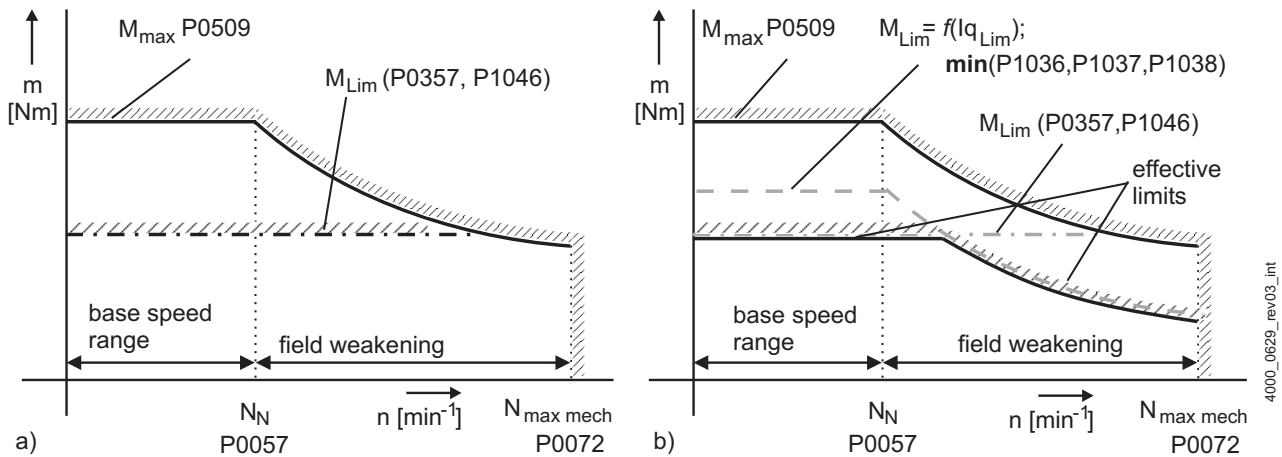 m
[Nm]
M_max P0509
M_Lim (P0357, P1046)
base speed
range
field weakening
N_N
P0057
n [min⁻¹]
N_max mech
P0072
a)
m
[Nm]
M_max P0509
M_Lim = f(Iq_Lim);
min(P1036,P1037,P1038)
M_Lim (P0357,P1046)
effective
limits
base speed
range
field weakening
N_N
P0057
n [min⁻¹]
N_max mech
P0072
b)
4000_0629_rev03_int